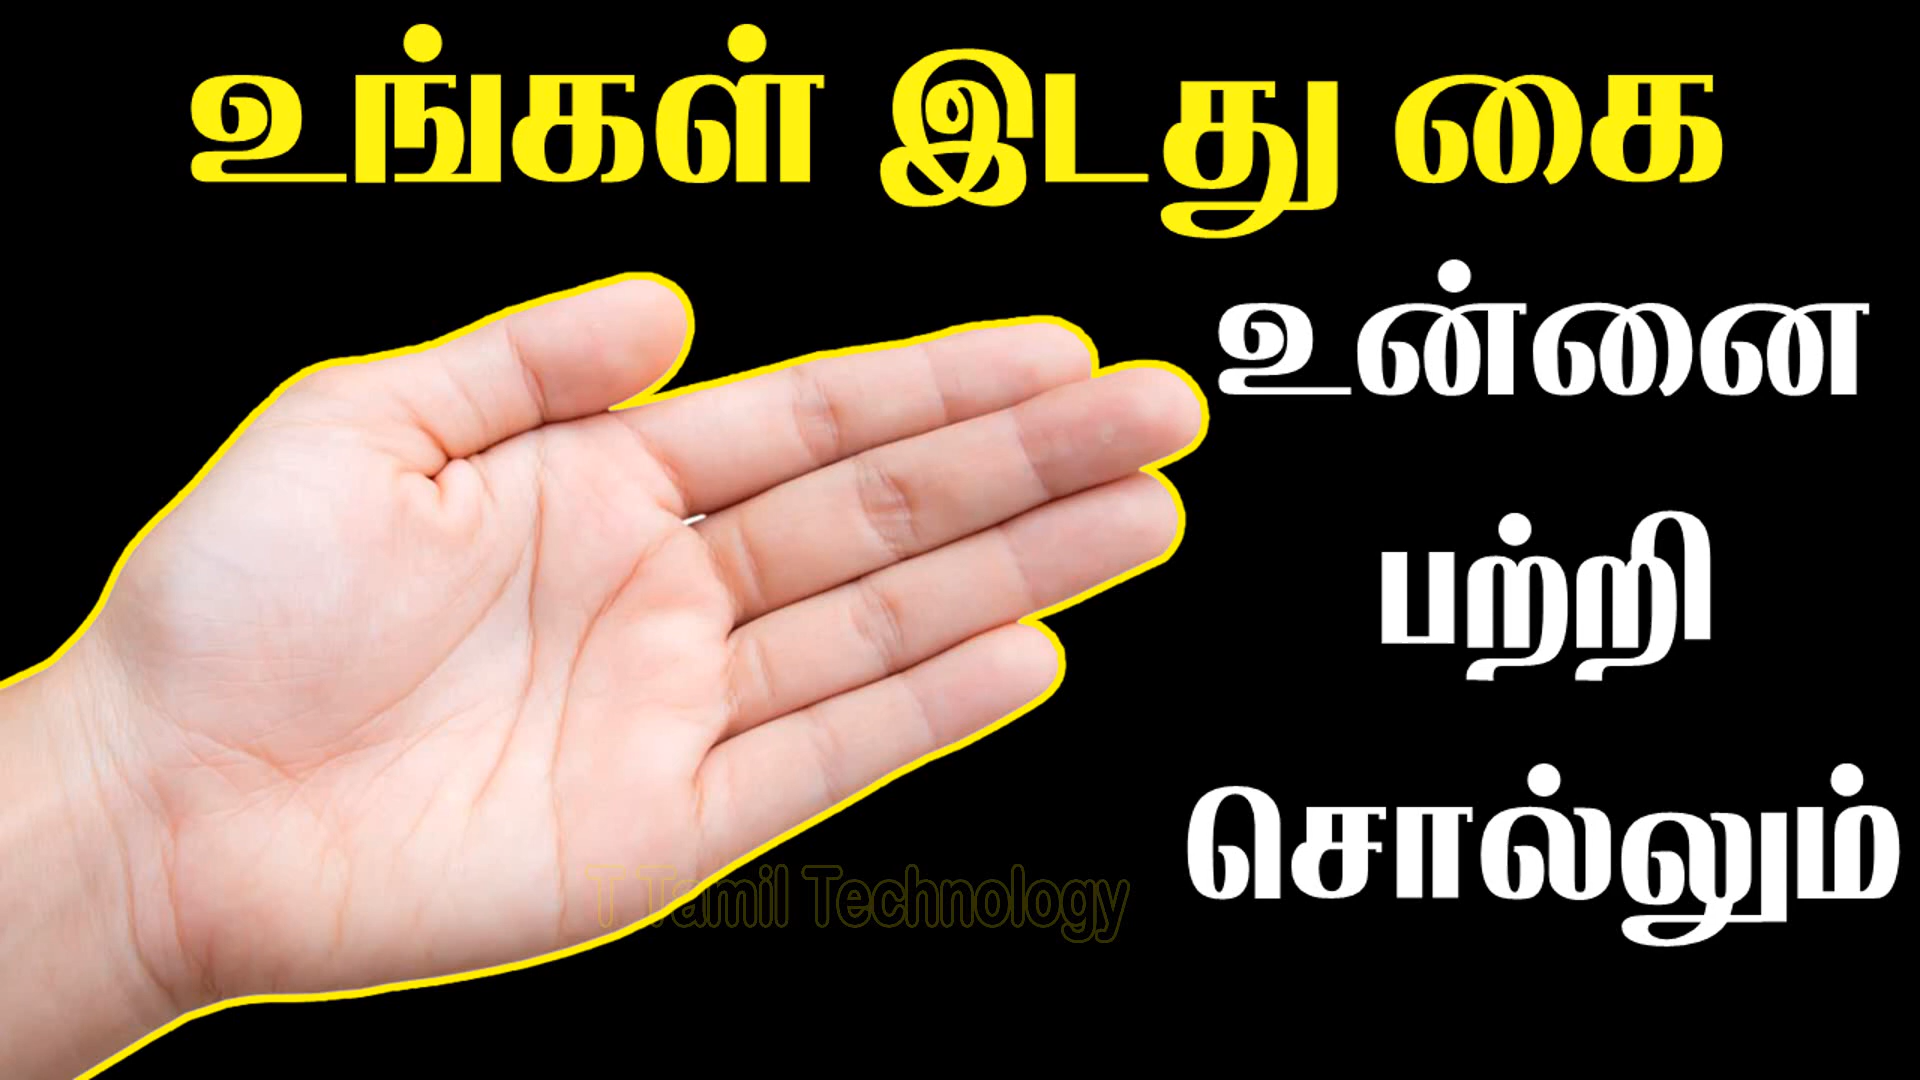 உங்கள் இடது கை
உன்னை
பற்றி
சொல்லும்
T Tamil Technology